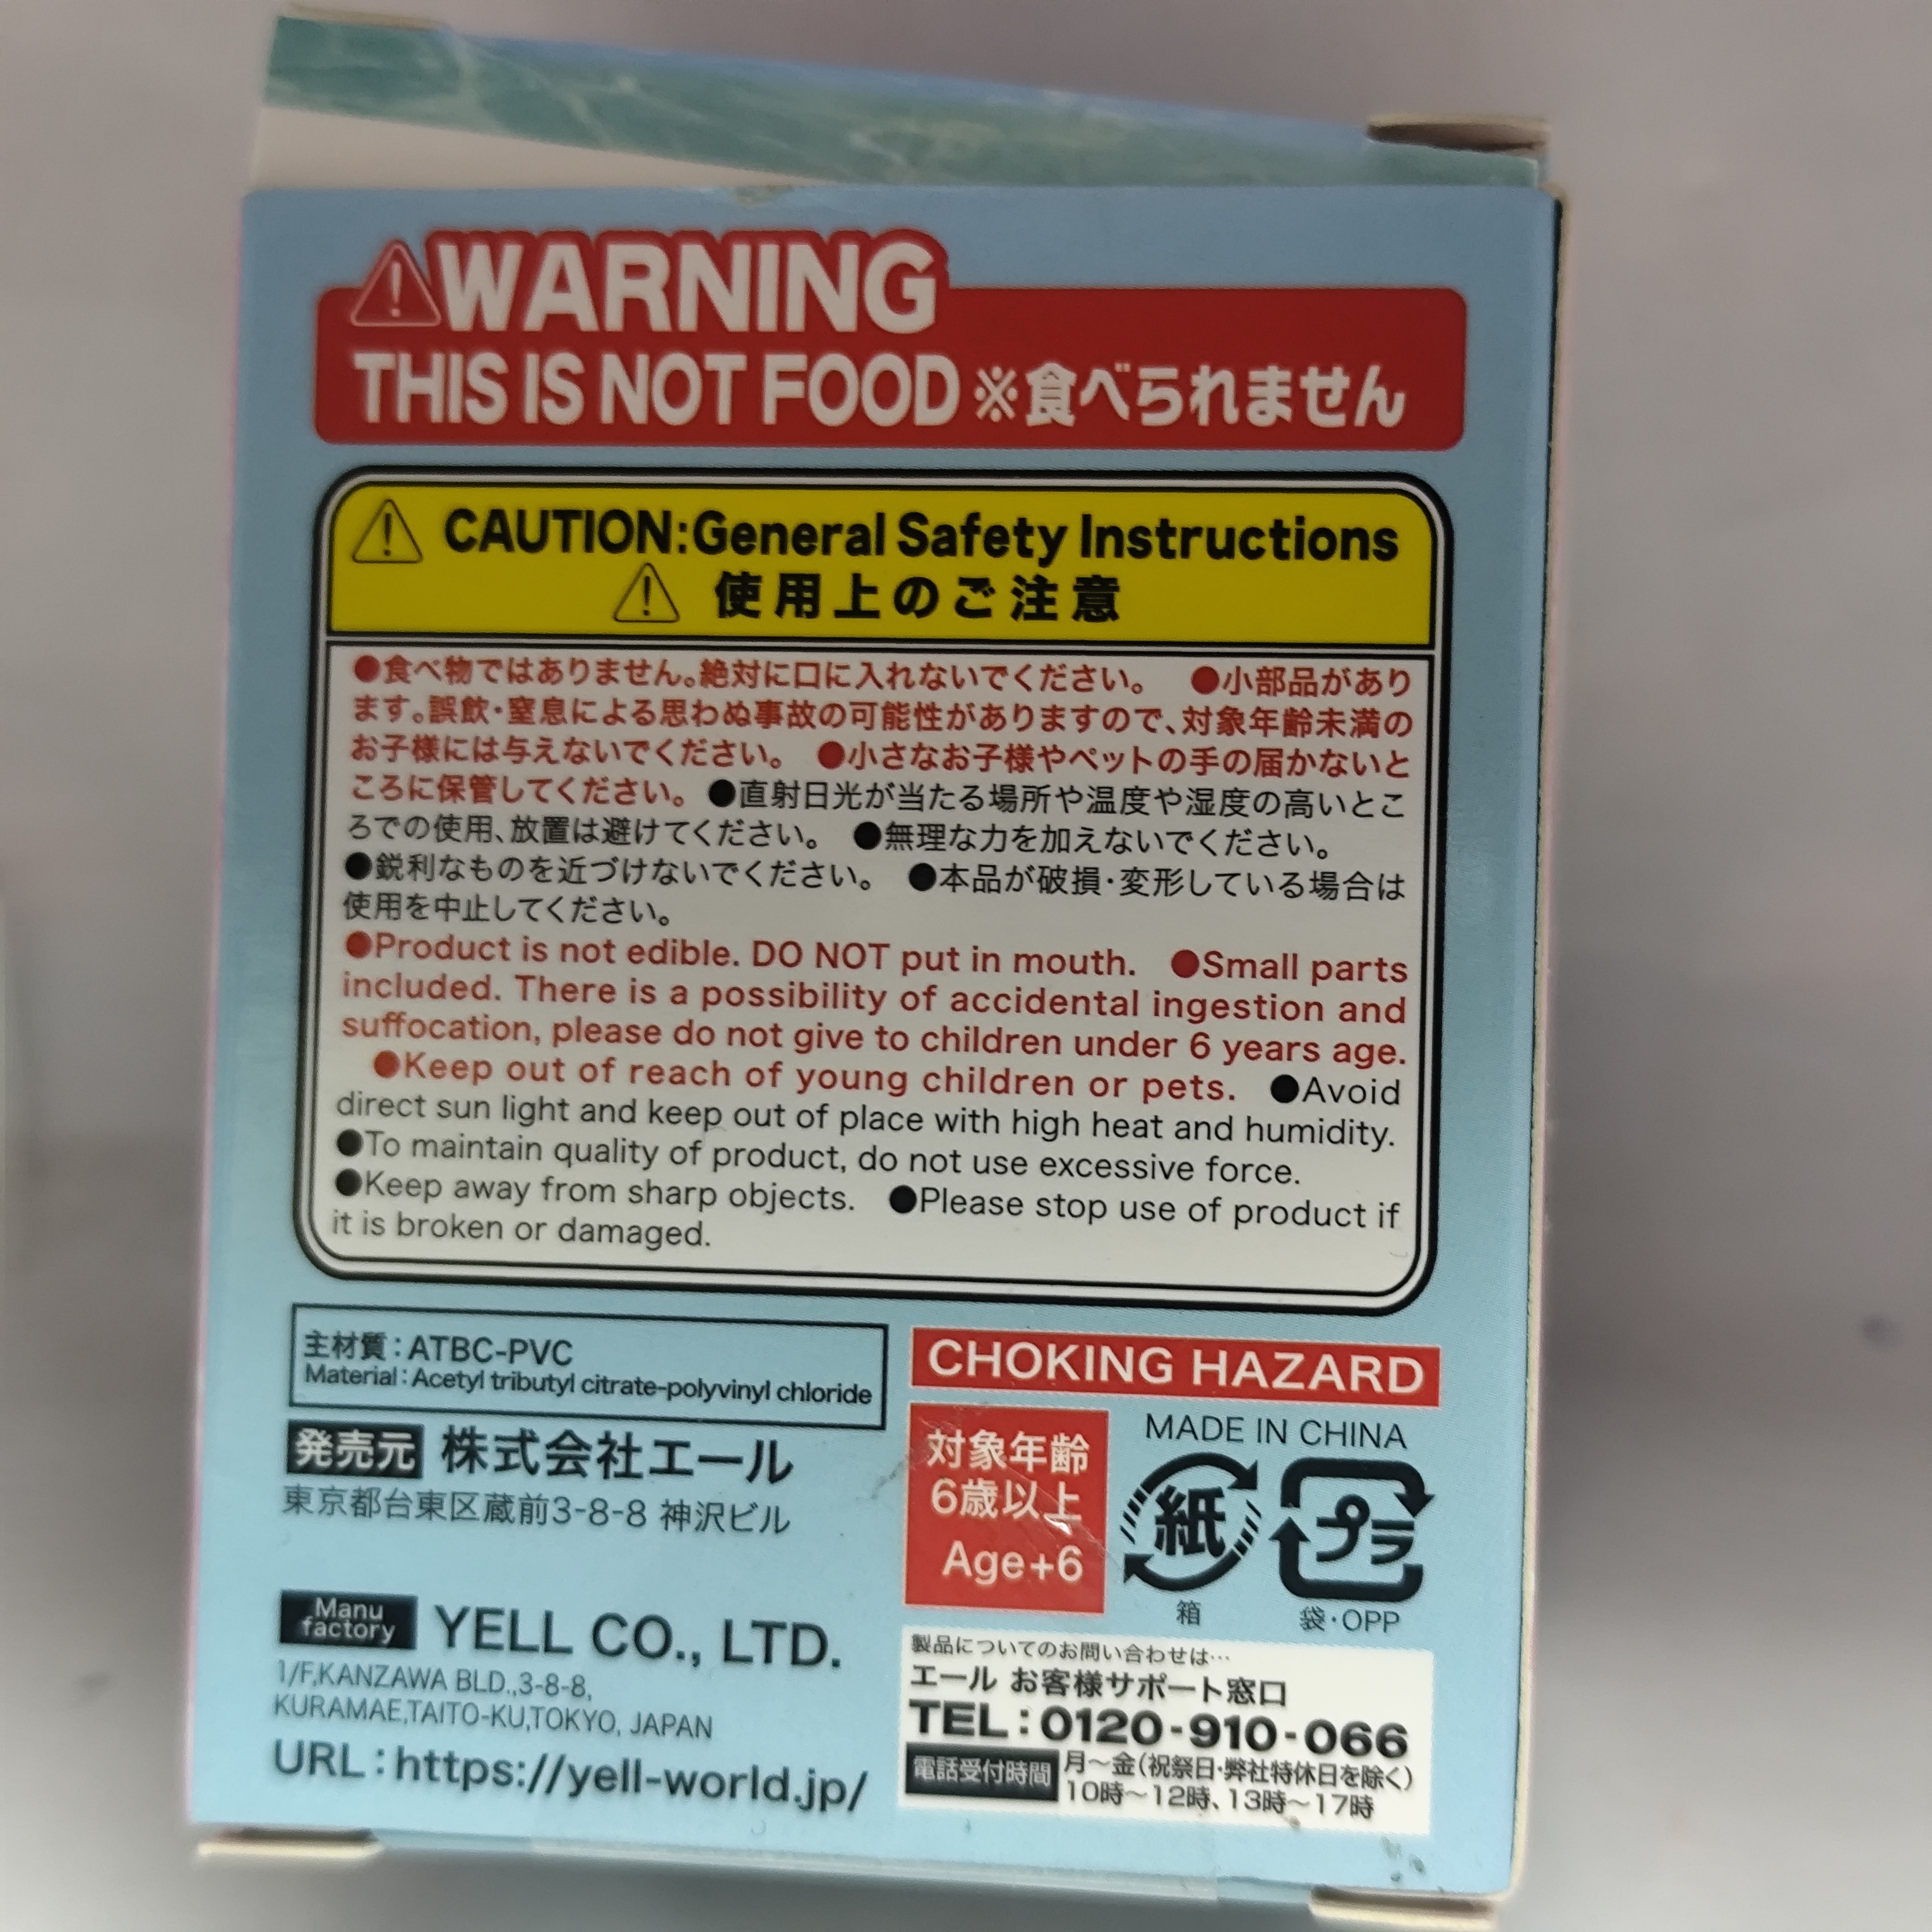 ⚠WARNING
THIS IS NOT FOOD ※食べられません
⚠ CAUTION:General Safety Instructions
⚠ 使用上のご注意
●食べ物ではありません。絶対に口に入れないでください。 ●小部品があり
ます。誤飲・窒息による思わぬ事故の可能性がありますので、対象年齢未満の
お子様には与えないでください。 ●小さなお子様やペットの手の届かないと
ころに保管してください。●直射日光が当たる場所や温度や湿度の高いとこ
ろでの使用、放置は避けてください。 ●無理な力を加えないでください。
●鋭利なものを近づけないでください。 ●本品が破損・変形している場合は
使用を中止してください。
●Product is not edible. DO NOT put in mouth. ●Small parts
included. There is a possibility of accidental ingestion and
suffocation, please do not give to children under 6 years age.
●Keep out of reach of young children or pets. ●Avoid
direct sun light and keep out of place with high heat and humidity.
●To maintain quality of product, do not use excessive force.
●Keep away from sharp objects. ●Please stop use of product if
it is broken or damaged.
主材質：ATBC-PVC
Material：Acetyl tributyl citrate-polyvinyl chloride
発売元 株式会社エール
東京都台東区蔵前3-8-8 神沢ビル
Manu
factory
YELL CO., LTD.
1/F,KANZAWA BLD.,3-8-8,
KURAMAE,TAITO-KU,TOKYO, JAPAN
URL：https://yell-world.jp/
CHOKING HAZARD
対象年齢
6歳以上
Age+6
MADE IN CHINA
紙
箱
プラ
袋・OPP
製品についてのお問い合わせは…
エール お客様サポート窓口
TEL：0120-910-066
電話受付時間
月～金（祝祭日・弊社特休日を除く）
10時～12時、13時～17時